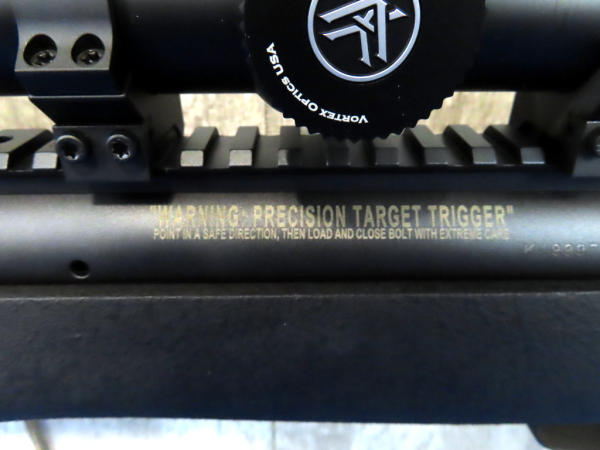 VORTEX OPTICS USA
"WARNING: PRECISION TARGET TRIGGER"
POINT IN A SAFE DIRECTION, THEN LOAD AND CLOSE BOLT WITH EXTREME CARE
K